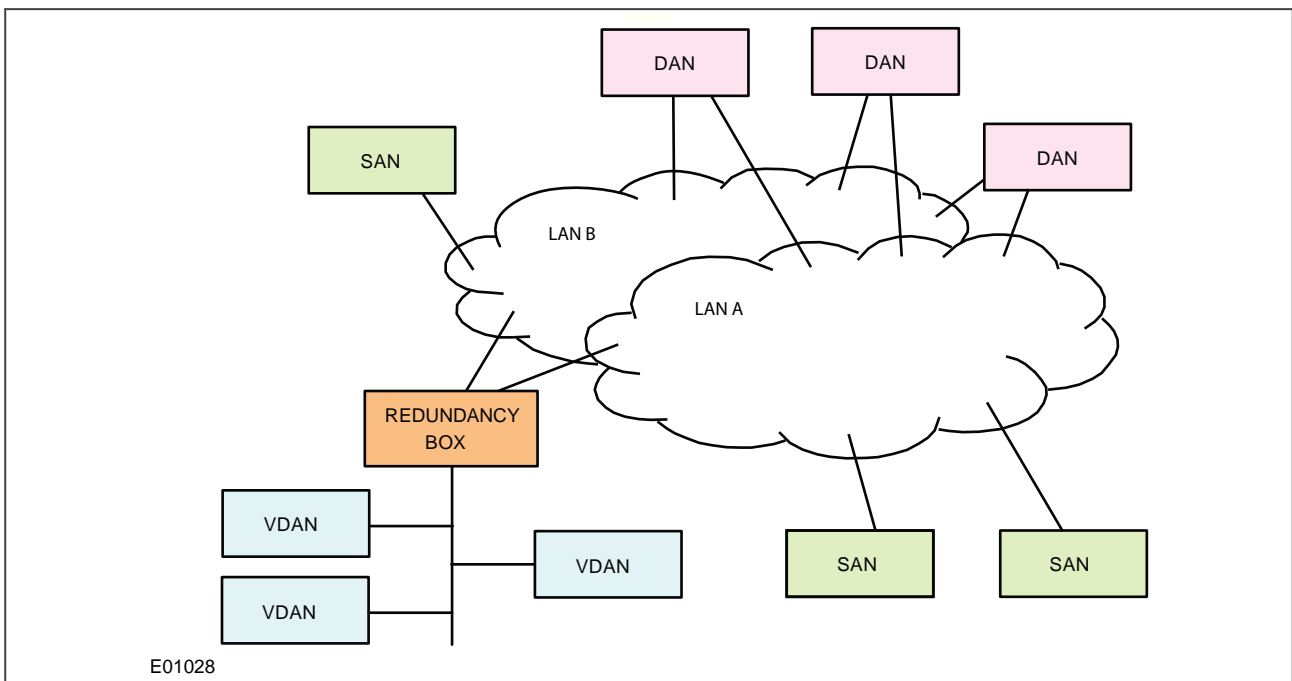 DAN
DAN
DAN
SAN
LAN B
LAN A
REDUNDANCY
BOX
VDAN
VDAN
VDAN
SAN
SAN
E01028